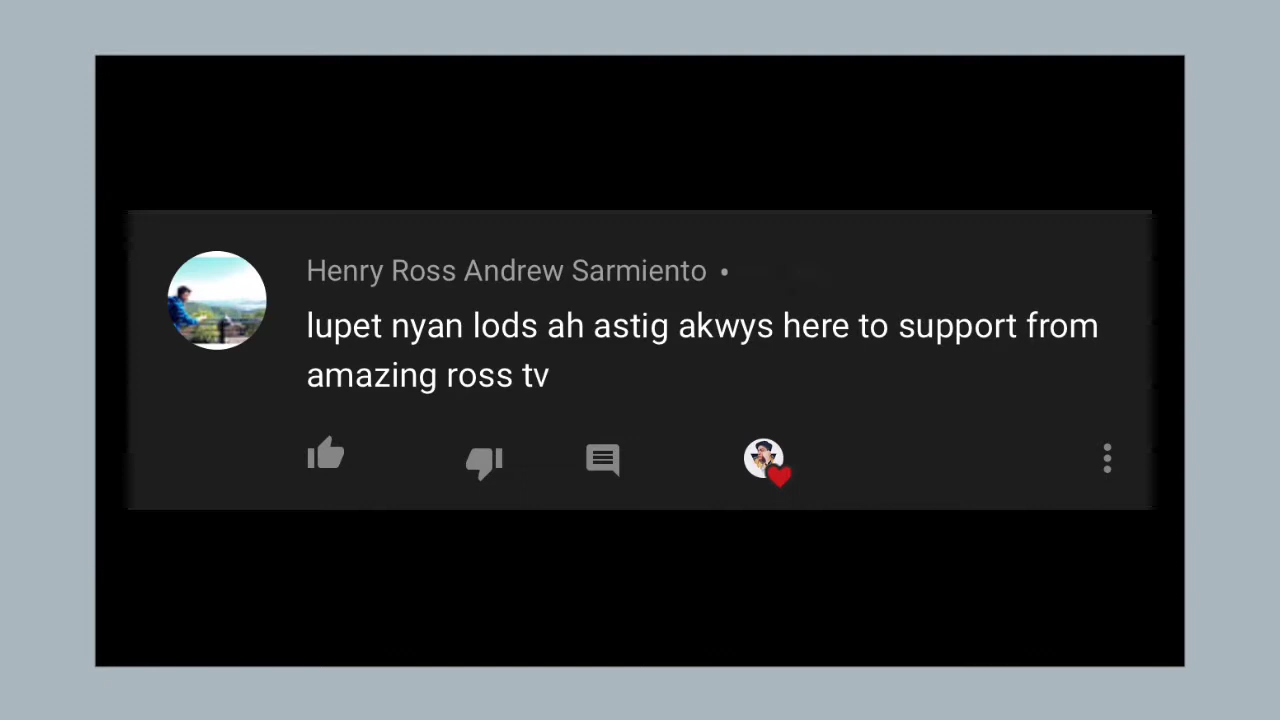 Henry Ross Andrew Sarmiento •
lupet nyan lods ah astig akwys here to support from
amazing ross tv